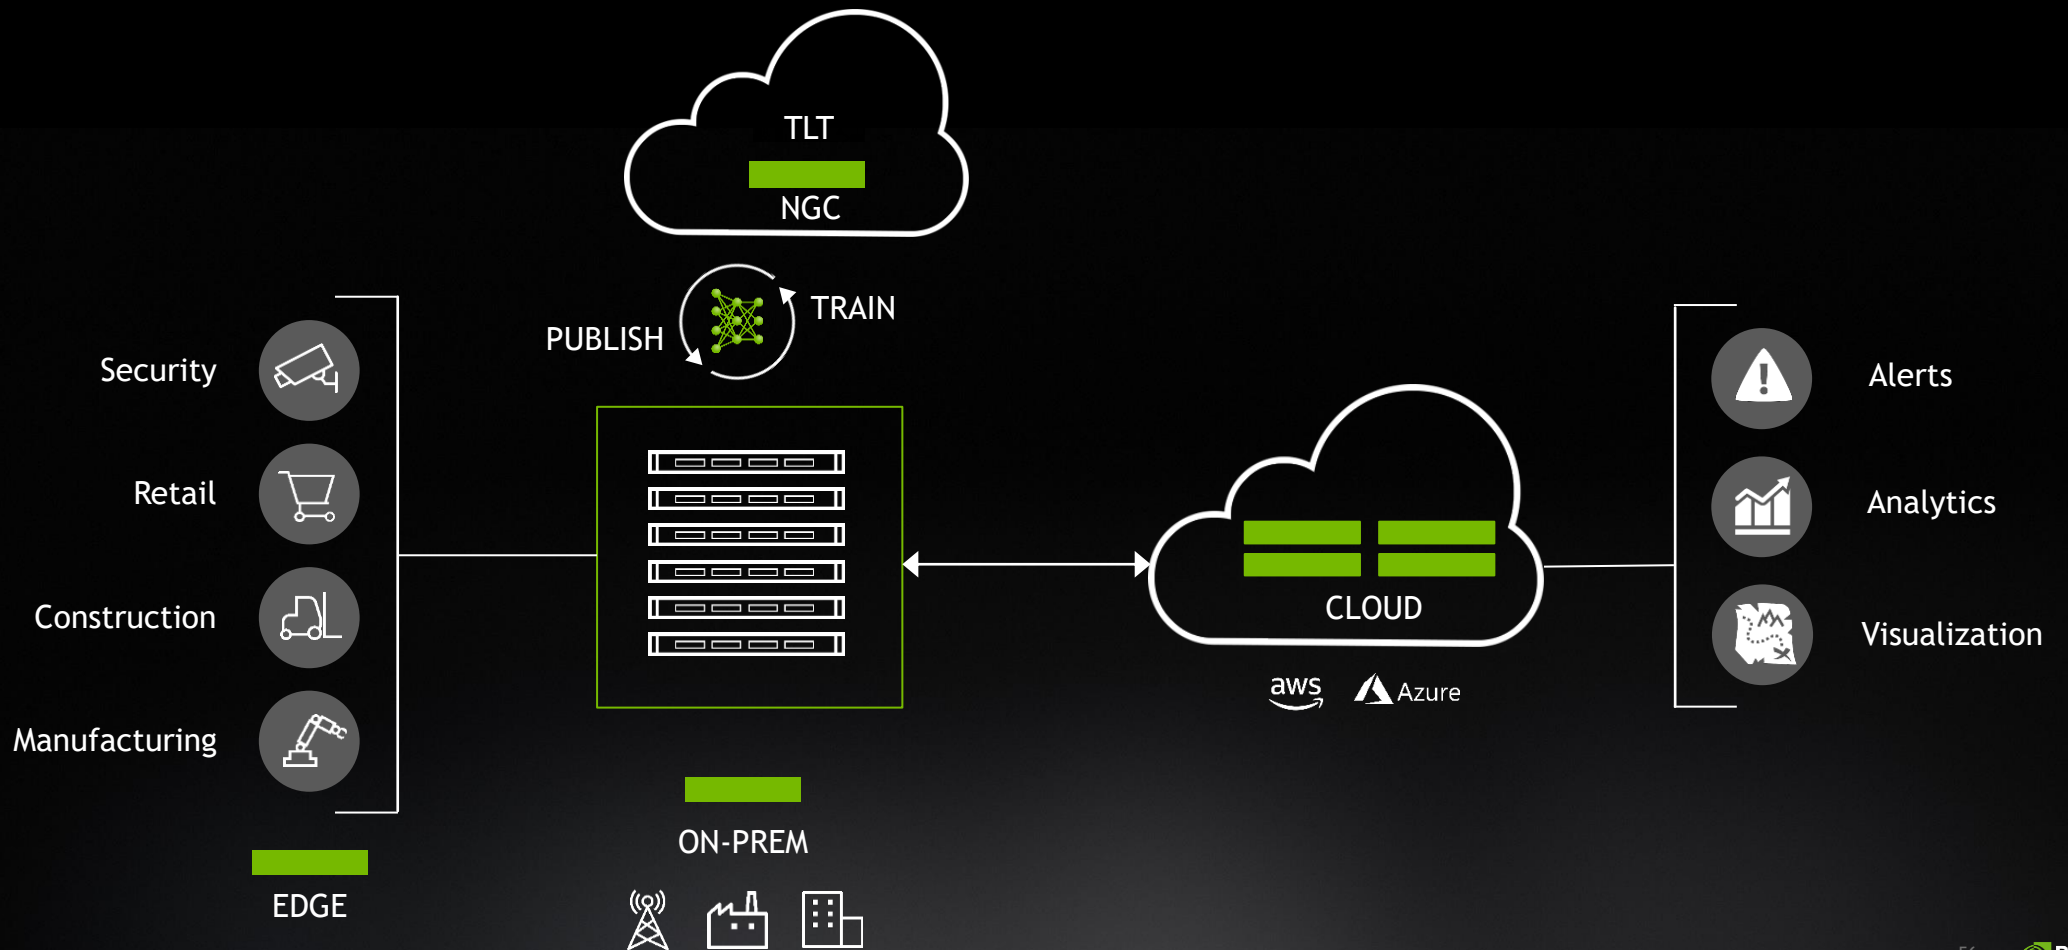 TLT
NGC
TRAIN
PUBLISH
Security
Retail
Construction
Manufacturing
EDGE
ON-PREM
CLOUD
aws
Azure
Alerts
Analytics
Visualization